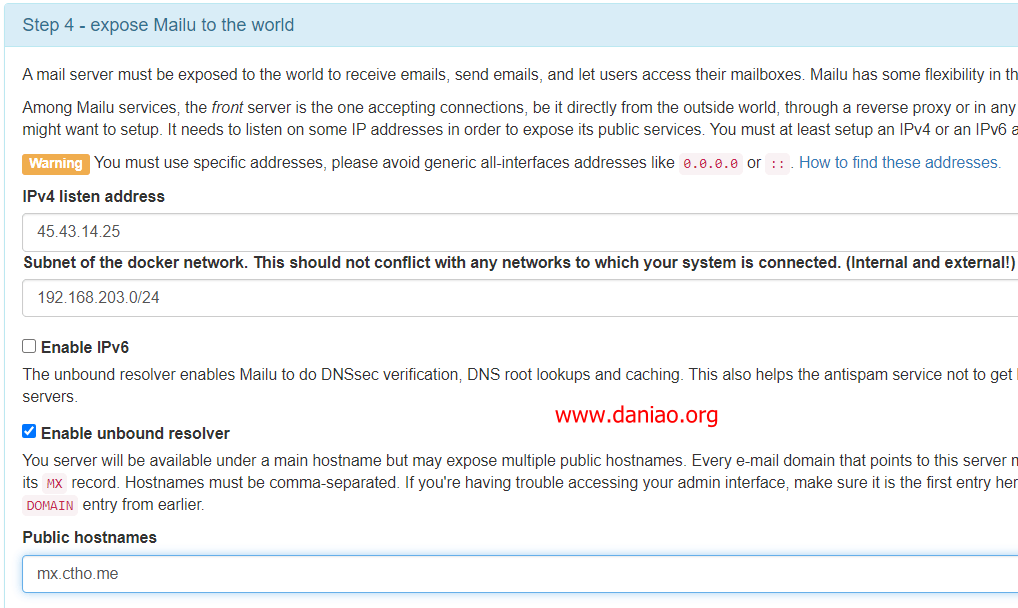 Step 4 - expose Mailu to the world
A mail server must be exposed to the world to receive emails, send emails, and let users access their mailboxes. Mailu has some flexibility in th
Among Mailu services, the front server is the one accepting connections, be it directly from the outside world, through a reverse proxy or in any
might want to setup. It needs to listen on some IP addresses in order to expose its public services. You must at least setup an IPv4 or an IPv6 a
Warning You must use specific addresses, please avoid generic all-interfaces addresses like 0.0.0.0 or ::. How to find these addresses.
IPv4 listen address
45.43.14.25
Subnet of the docker network. This should not conflict with any networks to which your system is connected. (Internal and external!)
192.168.203.0/24
Enable IPv6
The unbound resolver enables Mailu to do DNSsec verification, DNS root lookups and caching. This also helps the antispam service not to get
servers.
www.daniao.org
Enable unbound resolver
You server will be available under a main hostname but may expose multiple public hostnames. Every e-mail domain that points to this server m
its MX record. Hostnames must be comma-separated. If you're having trouble accessing your admin interface, make sure it is the first entry her
DOMAIN entry from earlier.
Public hostnames
mx.ctho.me